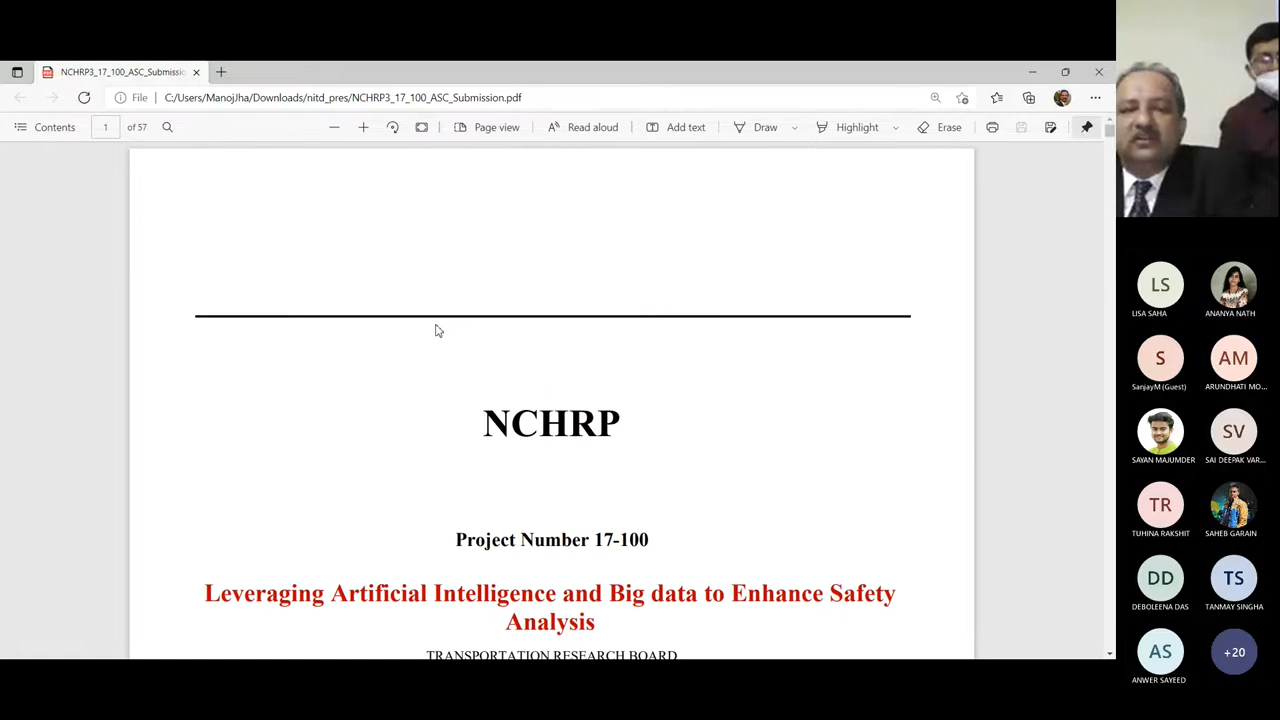 NCHRP3_17_100_ASC_Submissic
File C:/Users/ManojJha/Downloads/nitd_pres/NCHRP3_17_100_ASC_Submission.pdf
Contents 1 of 57 Page view Read aloud Add text Draw Highlight Erase
NCHRP
Project Number 17-100
Leveraging Artificial Intelligence and Big data to Enhance Safety
Analysis
TRANSPORTATION RESEARCH BOARD
LS
LISA SAHA ANANYA NATH
S AM
SanjayM (Guest) ARUNDHATI MO...
SV
SAYAN MAJUMDER SAI DEEPAK VAR...
TR
TUHINA RAKSHIT SAHEB GARAIN
DD TS
DEBOLEENA DAS TANMAY SINGHA
AS +20
ANWER SAYEED